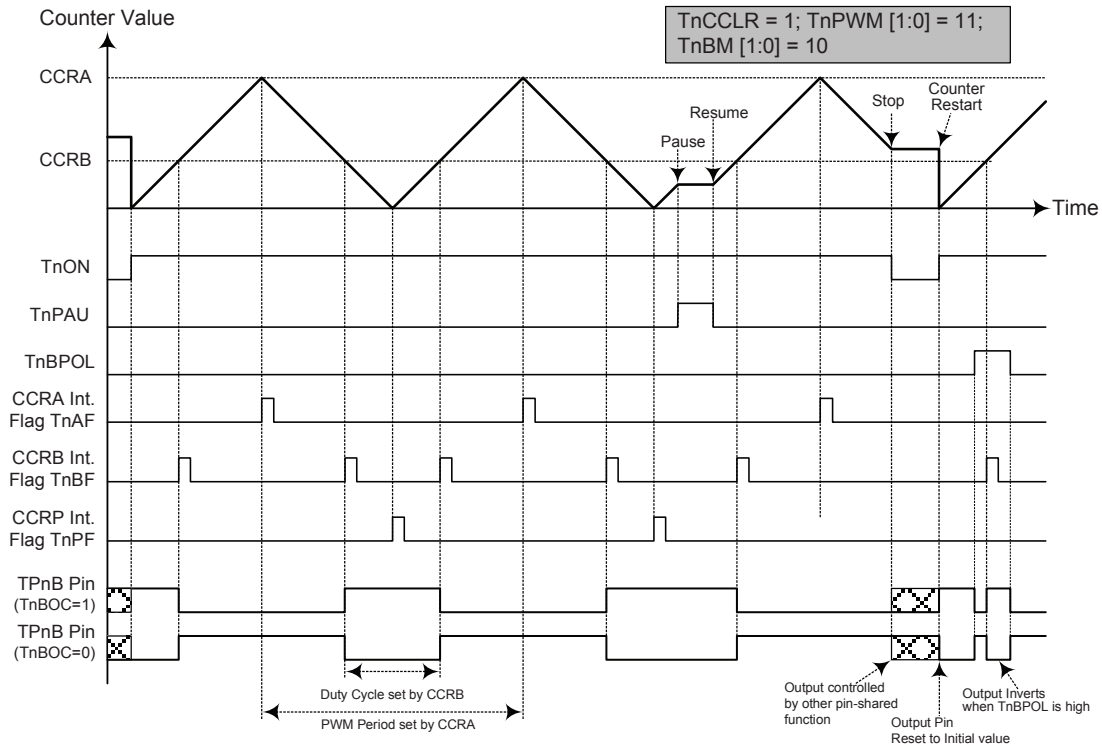 Counter Value
TnCCLR = 1; TnPWM [1:0] = 11;
TnBM [1:0] = 10
CCRA
Stop
Counter
Restart
Resume
Pause
CCRB
Time
TnON
TnPAU
TnBPOL
CCRA Int.
Flag TnAF
CCRB Int.
Flag TnBF
CCRP Int.
Flag TnPF
TPnB Pin
(TnBOC=1)
TPnB Pin
(TnBOC=0)
Duty Cycle set by CCRB
PWM Period set by CCRA
Output controlled
by other pin-shared
function
Output Pin
Reset to Initial value
Output Inverts
when TnBPOL is high